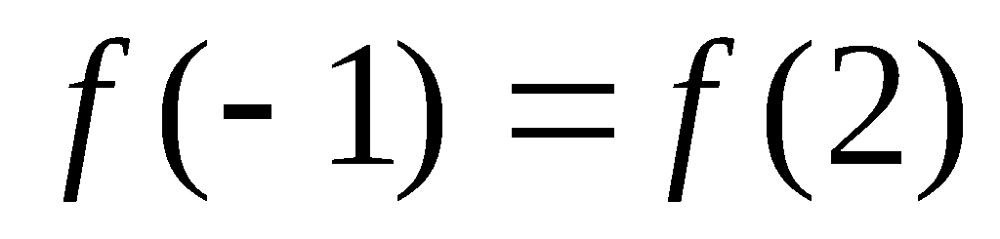 f(-1) = f(2)